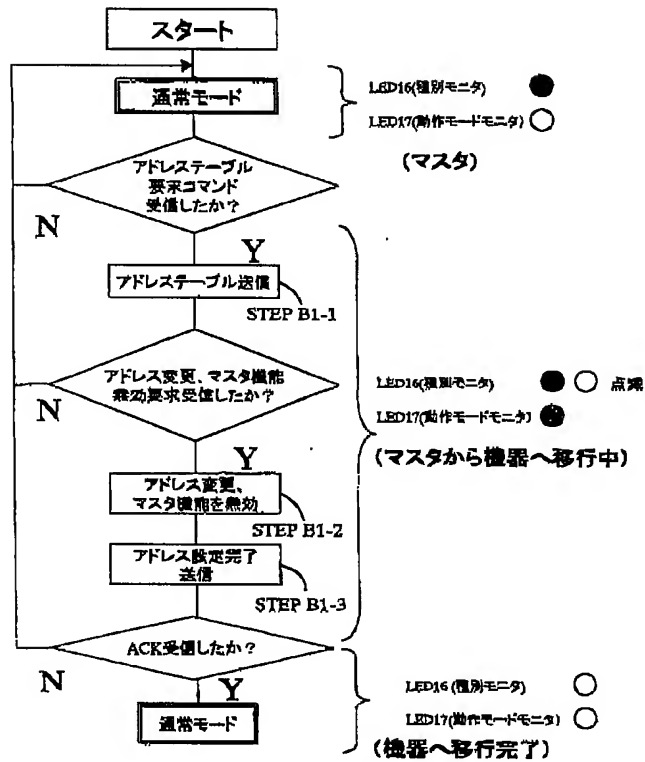 スタート
通常モード
LED16(種別モニタ)
LED17(動作モードモニタ)
(マスタ)
アドレステーブル
要求コマンド
受信したか?
N
Y
アドレステーブル送信
STEP B1-1
アドレス変更、マスタ機能
無効要求受信したか?
N
Y
LED16(種別モニタ)
点滅
LED17(動作モードモニタ)
(マスタから機器へ移行中)
アドレス変更、
マスタ機能を無効
STEP B1-2
アドレス設定完了
送信
STEP B1-3
ACK受信したか?
N
Y
通常モード
LED16(種別モニタ)
LED17(動作モードモニタ)
(機器へ移行完了)